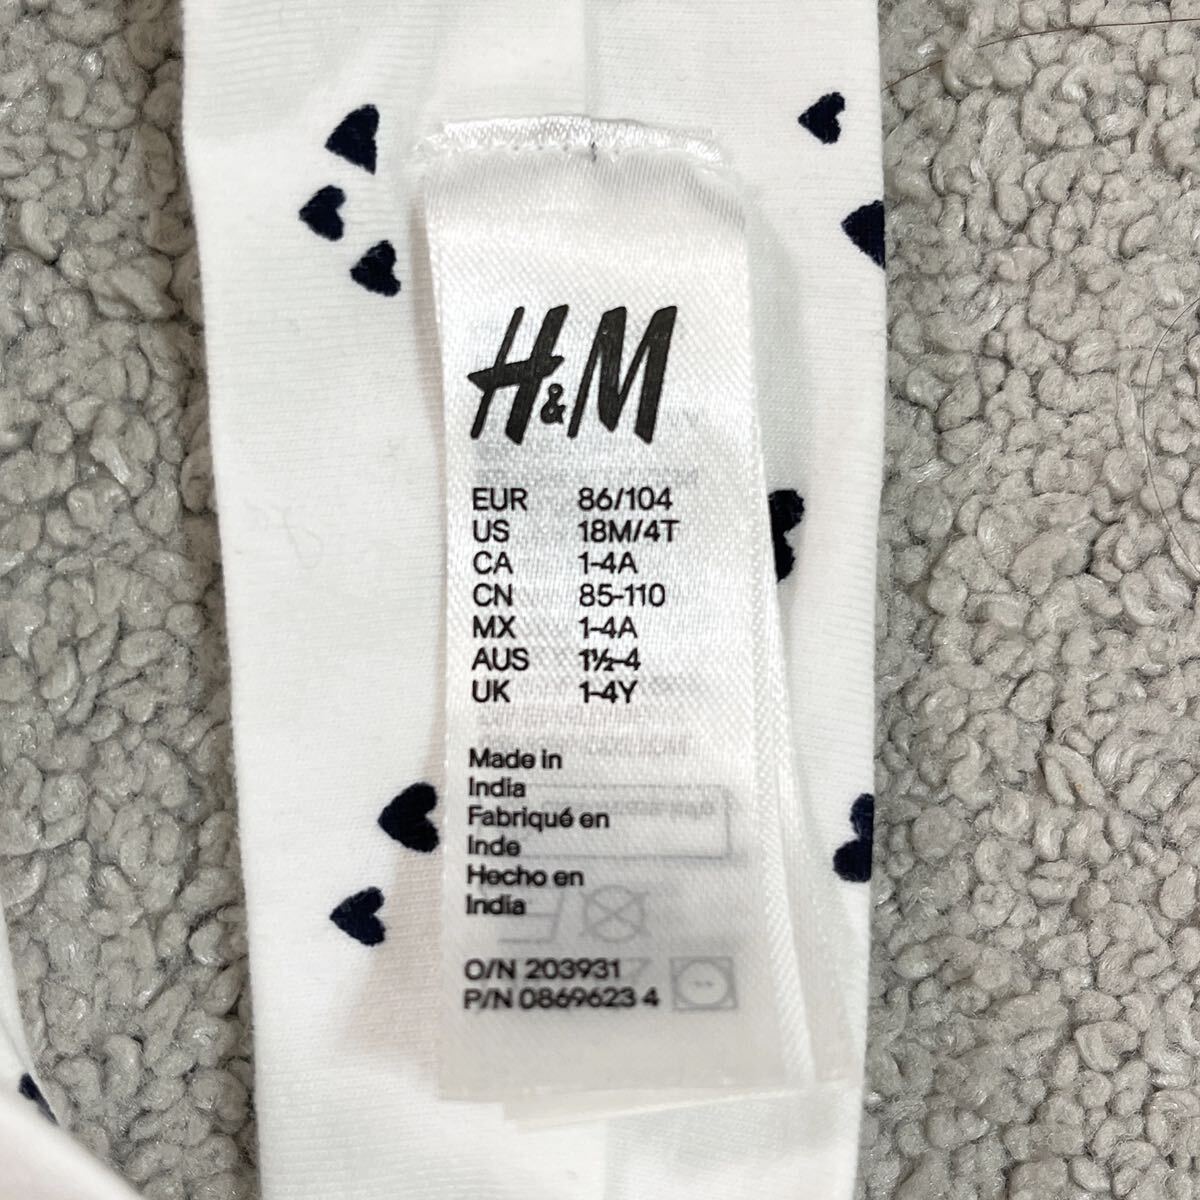 H&M
EUR 86/104
US 18M/4T
CA 1-4A
CN 85-110
MX 1-4A
AUS 1½-4
UK 1-4Y
Made in
India
Fabriqué en
Inde
Hecho en
India
O/N 203931
P/N 0869623 4